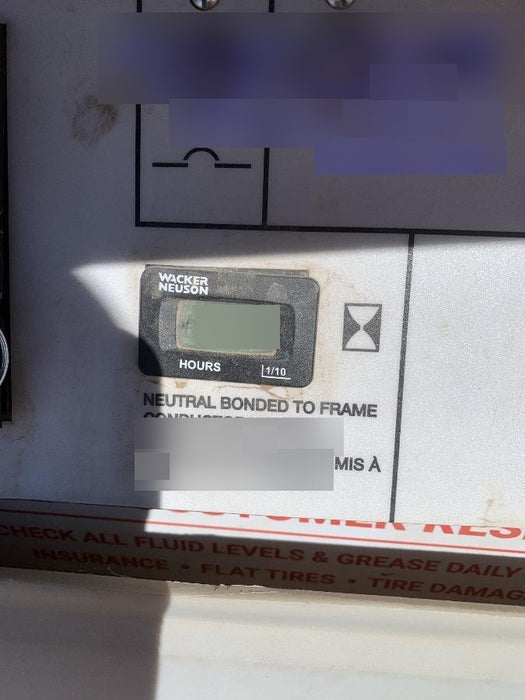 WACKER
NEUSON
HOURS
1/10
NEUTRAL BONDED TO FRAME
MIS À
CHECK ALL FLUID LEVELS & GREASE DAILY
INSURANCE • FLAT TIRES • TIRE DAMAG